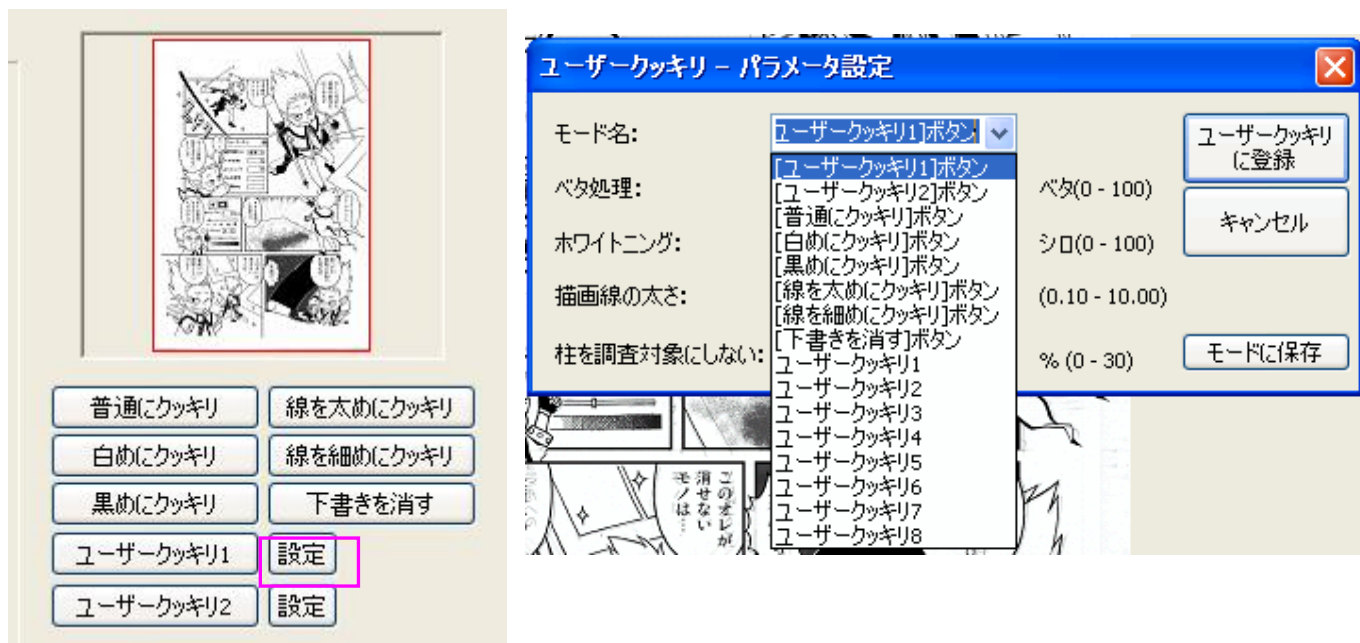 普通にクッキリ
線を太めにクッキリ
白めにクッキリ
線を細めにクッキリ
黒めにクッキリ
下書きを消す
ユーザークッキリ1
設定
ユーザークッキリ2
設定
ユーザークッキリ - パラメータ設定
モード名:
ユーザークッキリ1]ボタン
ユーザークッキリ
に登録
[ユーザークッキリ1]ボタン
[ユーザークッキリ2]ボタン
[普通にクッキリ]ボタン
[白めにクッキリ]ボタン
[黒めにクッキリ]ボタン
[線を太めにクッキリ]ボタン
[線を細めにクッキリ]ボタン
[下書きを消す]ボタン
ユーザークッキリ1
ユーザークッキリ2
ユーザークッキリ3
ユーザークッキリ4
ユーザークッキリ5
ユーザークッキリ6
ユーザークッキリ7
ユーザークッキリ8
ベタ処理:
ベタ(0 - 100)
キャンセル
ホワイトニング:
シロ(0 - 100)
描画線の太さ:
(0.10 - 10.00)
柱を調査対象にしない:
% (0 - 30)
モードに保存
このオレが
消せない
モノは…